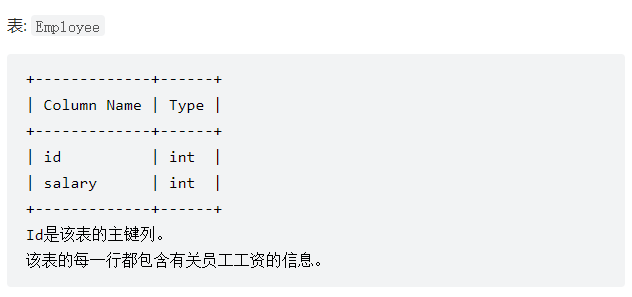 表: Employee
+-------------+------+
| Column Name | Type |
+-------------+------+
| id          | int  |
| salary      | int  |
+-------------+------+
Id是该表的主键列。
该表的每一行都包含有关员工工资的信息。